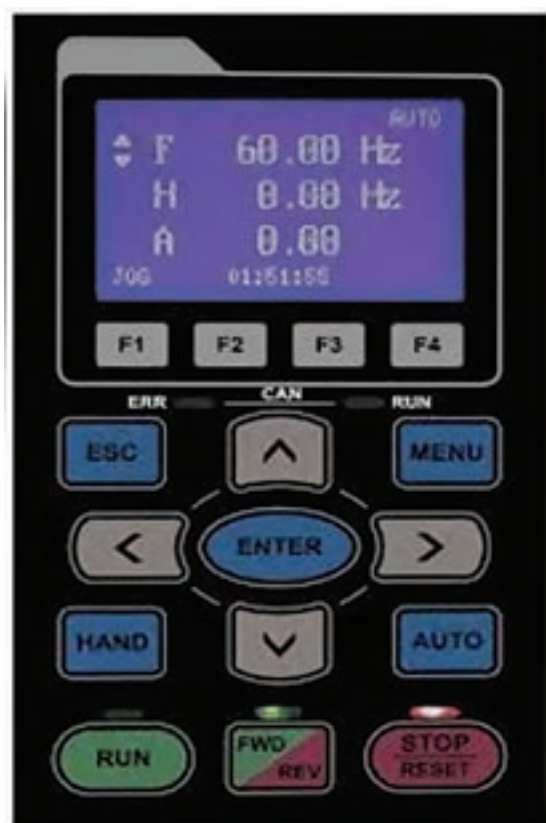 AUTO
F 60.00 Hz
H 0.00 Hz
A 0.00
JOG 01:51:55
F1 F2 F3 F4
ERR CAN RUN
ESC MENU
ENTER
HAND AUTO
RUN FWD REV STOP RESET